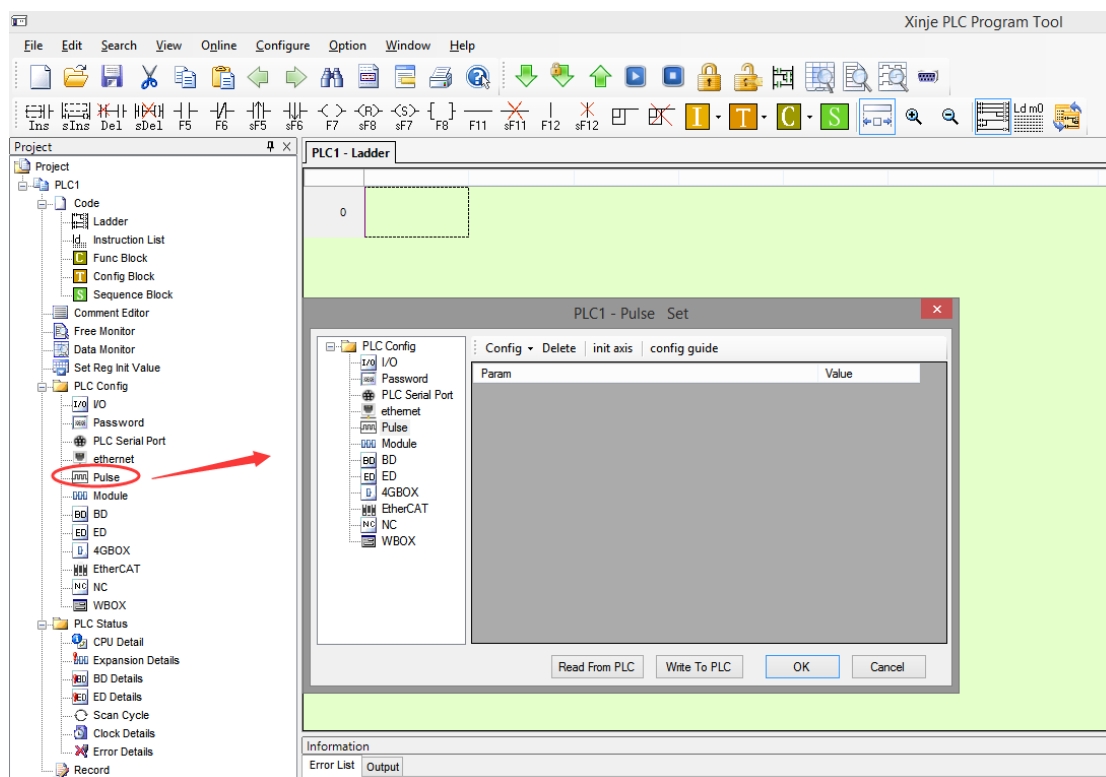 Xinje PLC Program Tool
File Edit Search View Online Configure Option Window Help
Ins sIns Del sDel F5 F6 sF5 sF6 F7 sF8 sF7 F8 F11 sF11 F12 sF12 I T C S Ld m0
Project
PLC1 - Ladder
Project
PLC1
Code
Ladder
Instruction List
Func Block
Config Block
Sequence Block
Comment Editor
Free Monitor
Data Monitor
Set Reg Init Value
PLC Config
I/O
Password
PLC Serial Port
ethernet
Pulse
Module
BD BD
ED ED
4GBOX
EtherCAT
NC NC
WBOX
PLC Status
CPU Detail
Expansion Details
BD Details
ED Details
Scan Cycle
Clock Details
Error Details
Record
0
PLC1 - Pulse Set
PLC Config
I/O I/O
Password
PLC Serial Port
ethernet
Pulse
Module
BD BD
ED ED
4GBOX
EtherCAT
NC NC
WBOX
Config Delete init axis config guide
Param Value
Read From PLC Write To PLC OK Cancel
Information
Error List Output